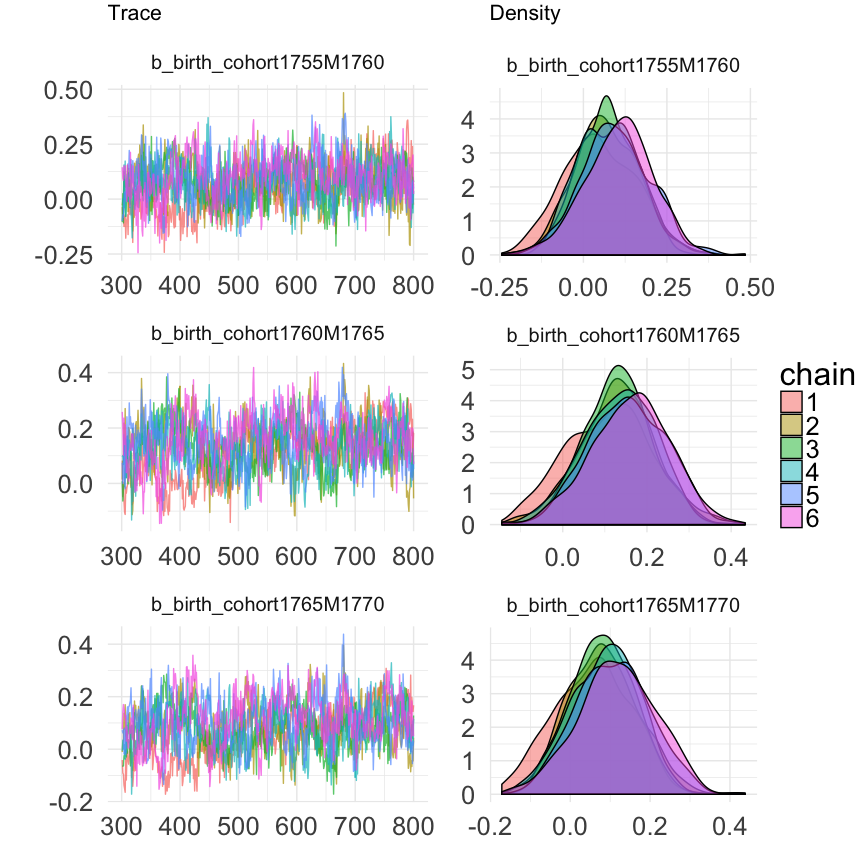 Trace
Density
b_birth_cohort1755M1760
b_birth_cohort1755M1760
0.50
0.25
0.00
-0.25
300 400 500 600 700 800
4
3
2
1
0
-0.25 0.00 0.25 0.50
b_birth_cohort1760M1765
b_birth_cohort1760M1765
0.4
0.2
0.0
300 400 500 600 700 800
5
4
3
2
1
0
0.0 0.2 0.4
chain
1
2
3
4
5
6
b_birth_cohort1765M1770
b_birth_cohort1765M1770
0.4
0.2
0.0
-0.2
300 400 500 600 700 800
4
3
2
1
0
-0.2 0.0 0.2 0.4